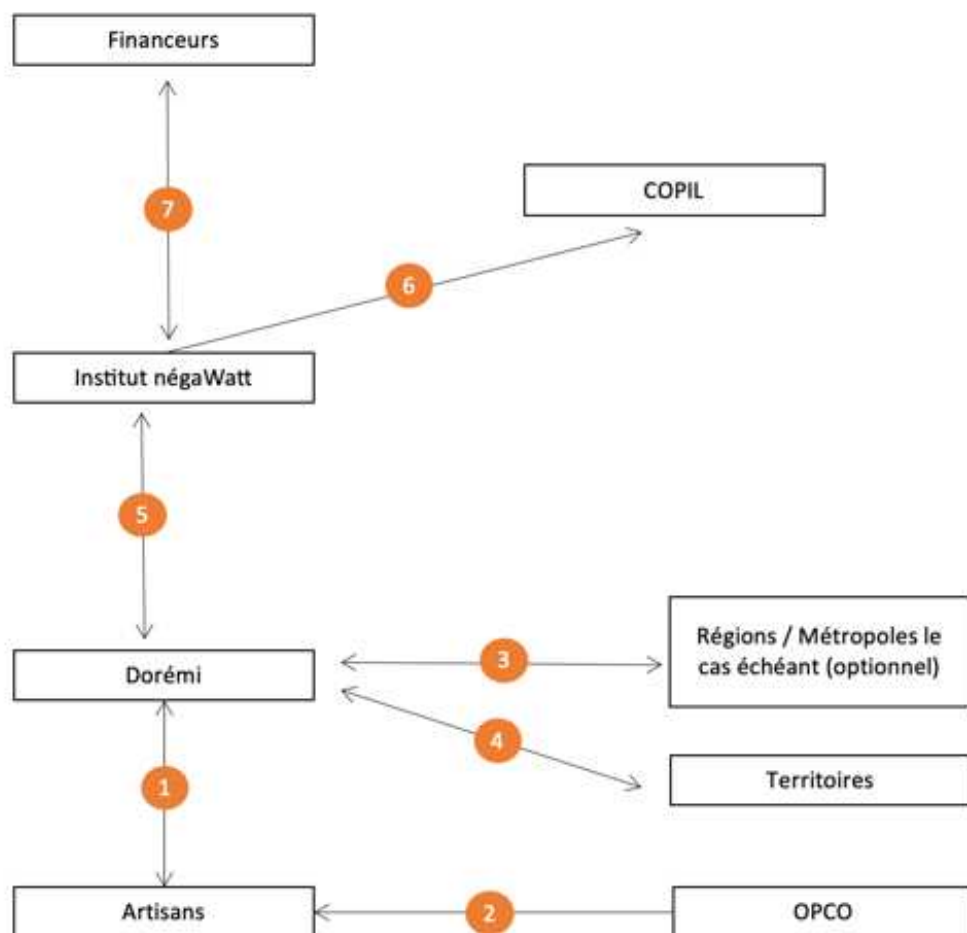 Financeurs
COPIL
7
6
Institut négaWatt
5
Régions / Métropoles le
cas échéant (optionnel)
3
Dorémi
4
Territoires
1
Artisans
2
OPCO